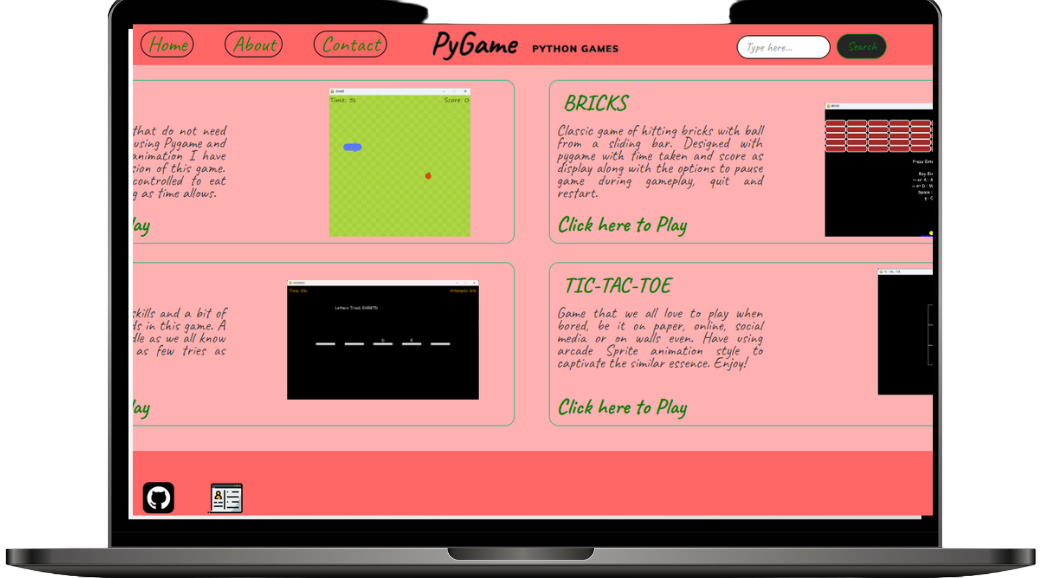 Home
About
Contact
PyGame
PYTHON GAMES
Type here...
Search
Time: 5s
Score: 0
that do not need
using Pygame and
animation I have
sion of this game.
controlled to eat
g as time allows.
lay
BRICKS
Classic game of hitting bricks with ball
from a sliding bar. Designed with
pygame with time taken and score as
display along with the options to pause
game during gameplay, quit and
restart.
Click here to Play
skills and a bit of
ds in this game. A
dle as we all know
as few tries as
lay
TIC-TAC-TOE
Game that we all love to play when
bored, be it on paper, online, social
media or on walls even. Have using
arcade Sprite animation style to
captivate the similar essence. Enjoy!
Click here to Play